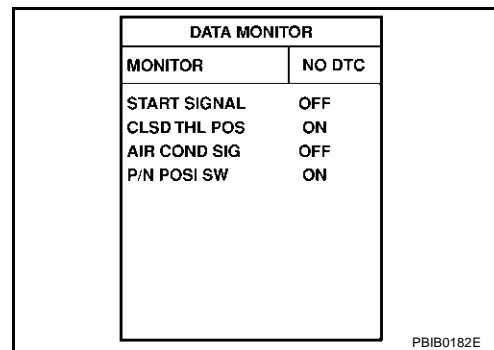 DATA MONITOR
MONITOR NO DTC
START SIGNAL OFF
CLSD THL POS ON
AIR COND SIG OFF
P/N POSI SW ON
PBIB0182E